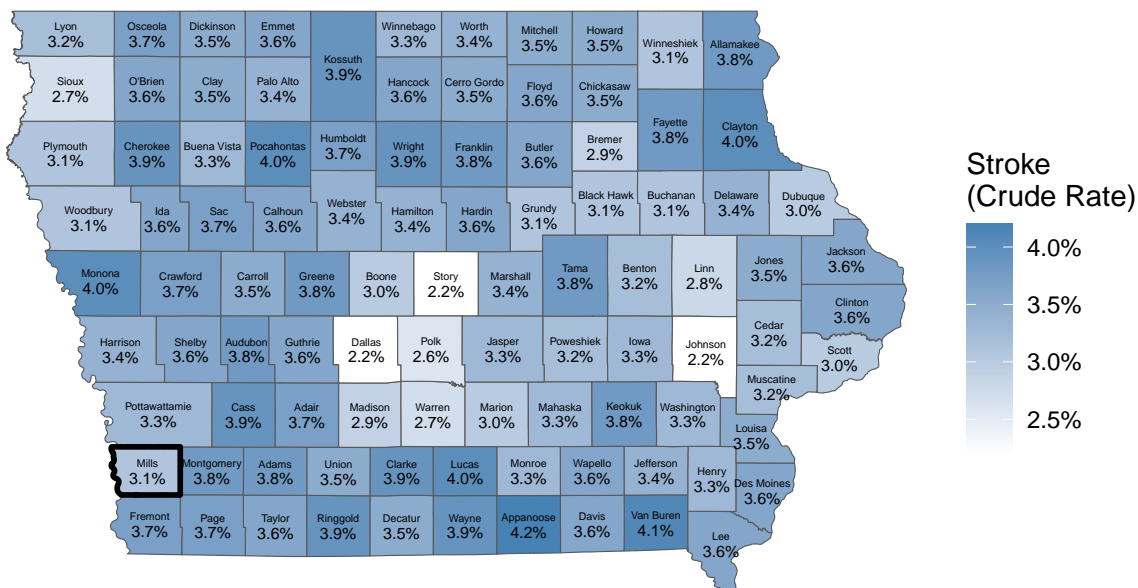 Lyon
3.2%
Osceola
3.7%
Dickinson
3.5%
Emmet
3.6%
Winnebago
3.3%
Worth
3.4%
Mitchell
3.5%
Howard
3.5%
Winneshiek
3.1%
Allamakee
3.8%
Kossuth
3.9%
Sioux
2.7%
O'Brien
3.6%
Clay
3.5%
Palo Alto
3.4%
Hancock
3.6%
Cerro Gordo
3.5%
Floyd
3.6%
Chickasaw
3.5%
Fayette
3.8%
Clayton
4.0%
Plymouth
3.1%
Cherokee
3.9%
Buena Vista
3.3%
Pocahontas
4.0%
Humboldt
3.7%
Wright
3.9%
Franklin
3.8%
Butler
3.6%
Bremer
2.9%
Woodbury
3.1%
Ida
3.6%
Sac
3.7%
Calhoun
3.6%
Webster
3.4%
Hamilton
3.4%
Hardin
3.6%
Grundy
3.1%
Black Hawk
3.1%
Buchanan
3.1%
Delaware
3.4%
Dubuque
3.0%
Monona
4.0%
Crawford
3.7%
Carroll
3.5%
Greene
3.8%
Boone
3.0%
Story
2.2%
Marshall
3.4%
Tama
3.8%
Benton
3.2%
Linn
2.8%
Jones
3.5%
Jackson
3.6%
Clinton
3.6%
Harrison
3.4%
Shelby
3.6%
Audubon
3.8%
Guthrie
3.6%
Dallas
2.2%
Polk
2.6%
Jasper
3.3%
Poweshiek
3.2%
Iowa
3.3%
Johnson
2.2%
Cedar
3.2%
Scott
3.0%
Muscatine
3.2%
Pottawattamie
3.3%
Cass
3.9%
Adair
3.7%
Madison
2.9%
Warren
2.7%
Marion
3.0%
Mahaska
3.3%
Keokuk
3.8%
Washington
3.3%
Louisa
3.5%
Mills
3.1%
Montgomery
3.8%
Adams
3.8%
Union
3.5%
Clarke
3.9%
Lucas
4.0%
Monroe
3.3%
Wapello
3.6%
Jefferson
3.4%
Henry
3.3%
Des Moines
3.6%
Fremont
3.7%
Page
3.7%
Taylor
3.6%
Ringgold
3.9%
Decatur
3.5%
Wayne
3.9%
Appanoose
4.2%
Davis
3.6%
Van Buren
4.1%
Lee
3.6%
Stroke
(Crude Rate)
4.0%
3.5%
3.0%
2.5%